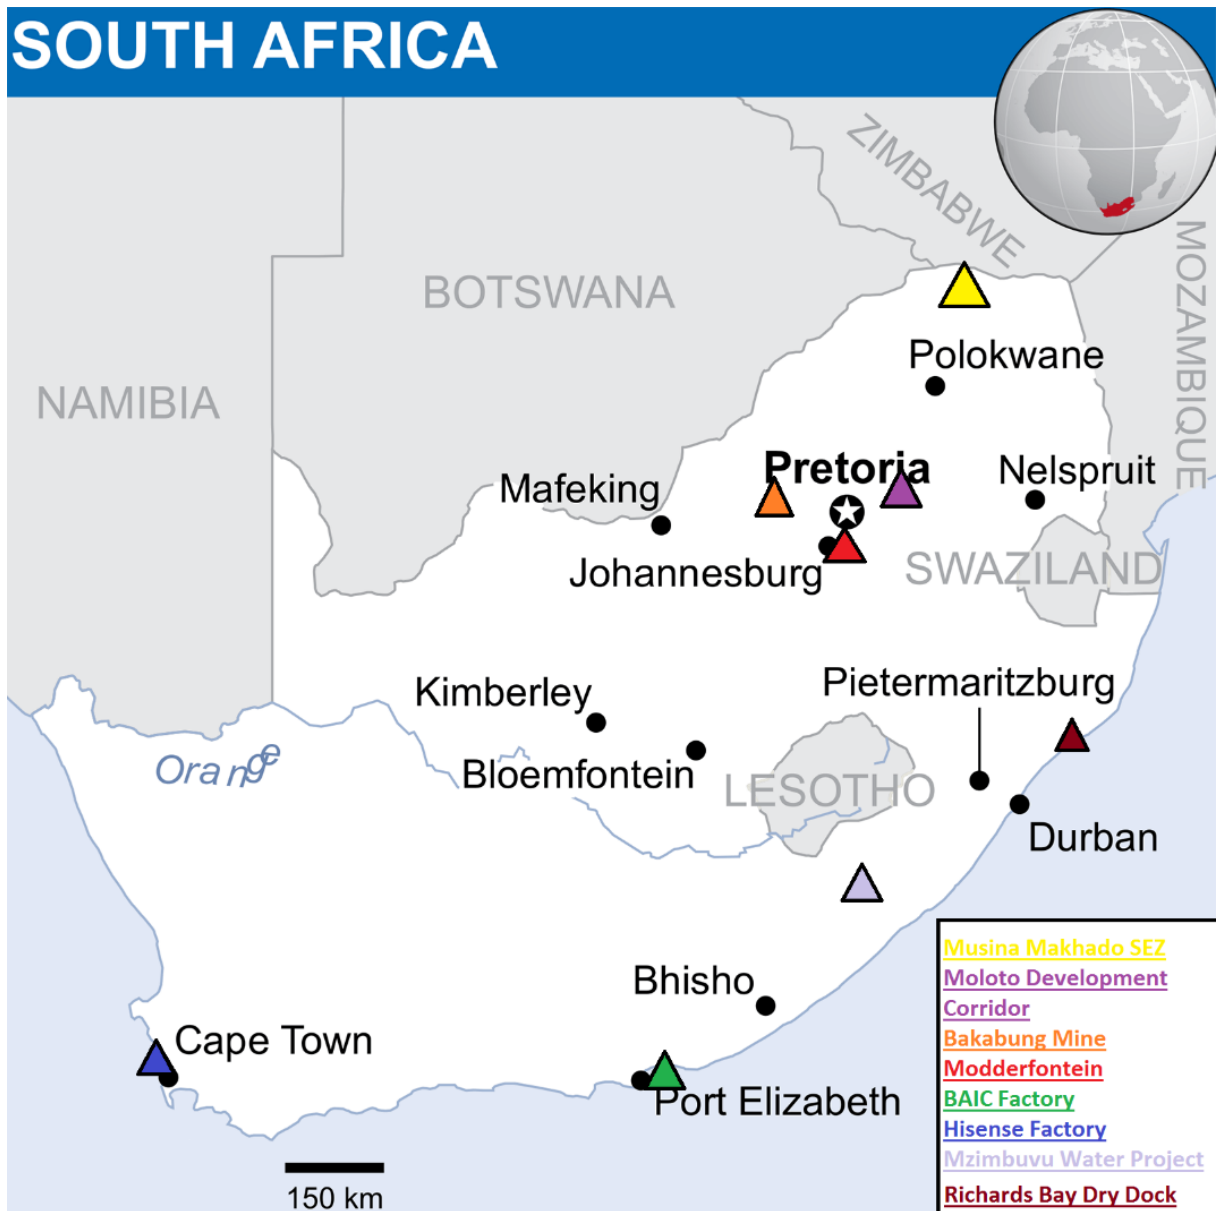 SOUTH AFRICA
ZIMBABWE
MOZAMBIQUE
BOTSWANA
NAMIBIA
Polokwane
Pretoria
Nelspruit
Mafeking
Johannesburg
SWAZILAND
Kimberley
Pietermaritzburg
Orange
Bloemfontein
LESOTHO
Durban
Bhisho
Cape Town
Port Elizabeth
150 km
Musina Makhado SEZ
Moloto Development
Corridor
Bakabung Mine
Modderfontein
BAIC Factory
Hisense Factory
Mzimbuvu Water Project
Richards Bay Dry Dock